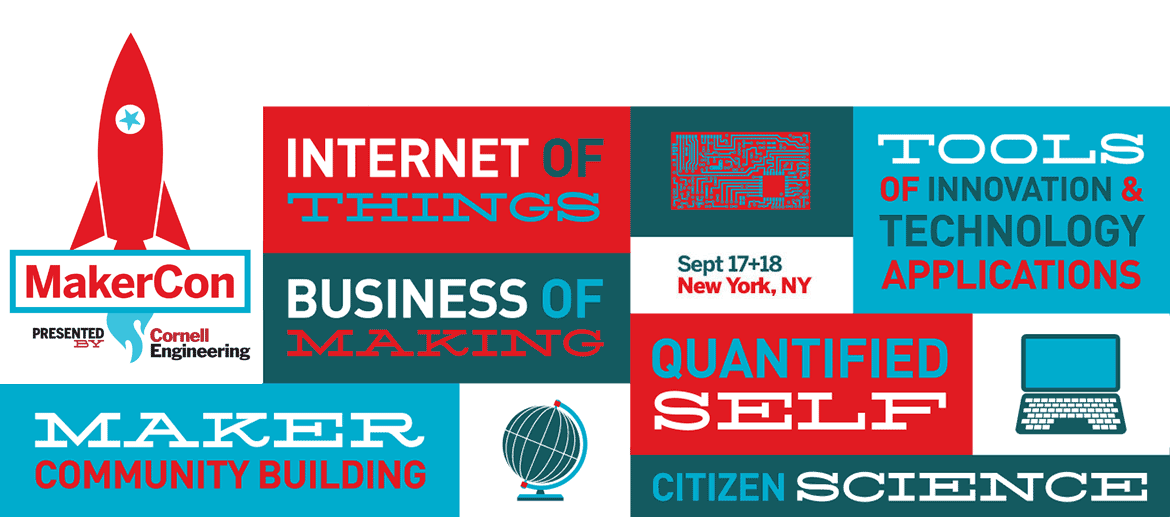 MakerCon
PRESENTED
BY
Cornell
Engineering
INTERNET OF
THINGS
BUSINESS OF
MAKING
MAKER
COMMUNITY BUILDING
Sept 17+18
New York, NY
TOOLS
OF INNOVATION &
TECHNOLOGY
APPLICATIONS
QUANTIFIED
SELF
CITIZEN SCIENCE